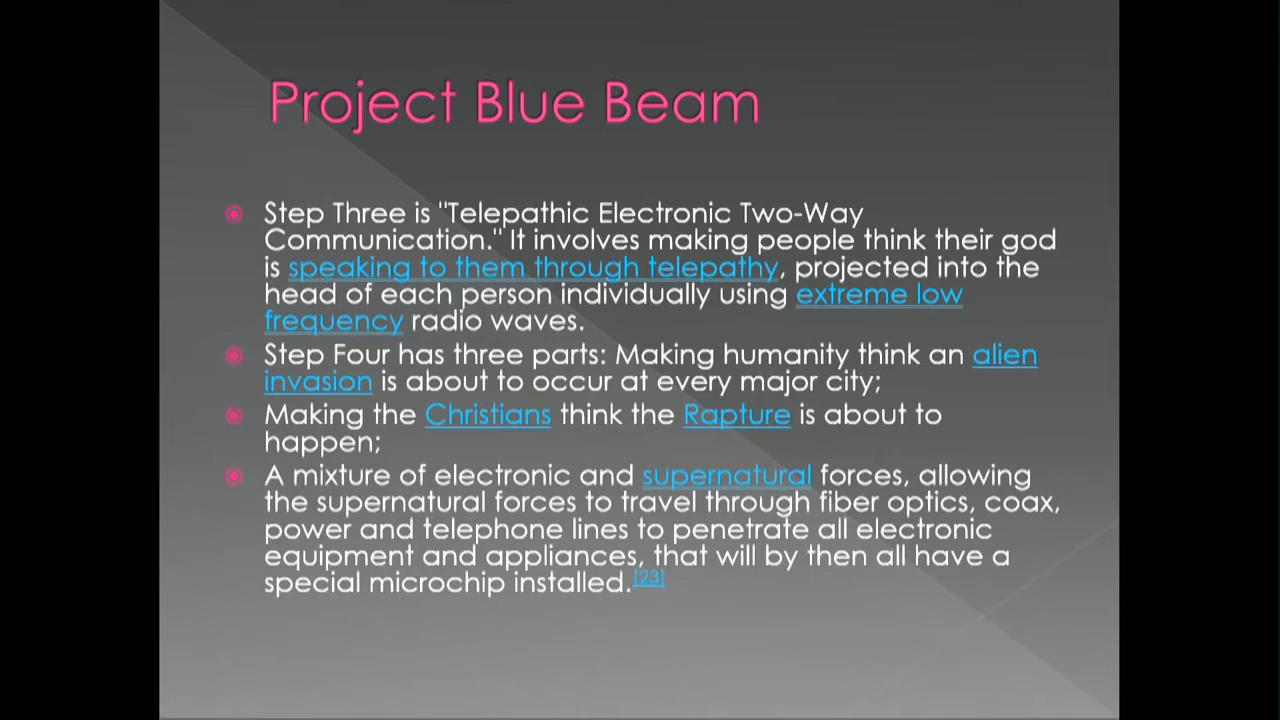 Project Blue Beam
Step Three is "Telepathic Electronic Two-Way
Communication." It involves making people think their god
is speaking to them through telepathy, projected into the
head of each person individually using extreme low
frequency radio waves.
Step Four has three parts: Making humanity think an alien
invasion is about to occur at every major city;
Making the Christians think the Rapture is about to
happen;
A mixture of electronic and supernatural forces, allowing
the supernatural forces to travel through fiber optics, coax,
power and telephone lines to penetrate all electronic
equipment and appliances, that will by then all have a
special microchip installed.[23]